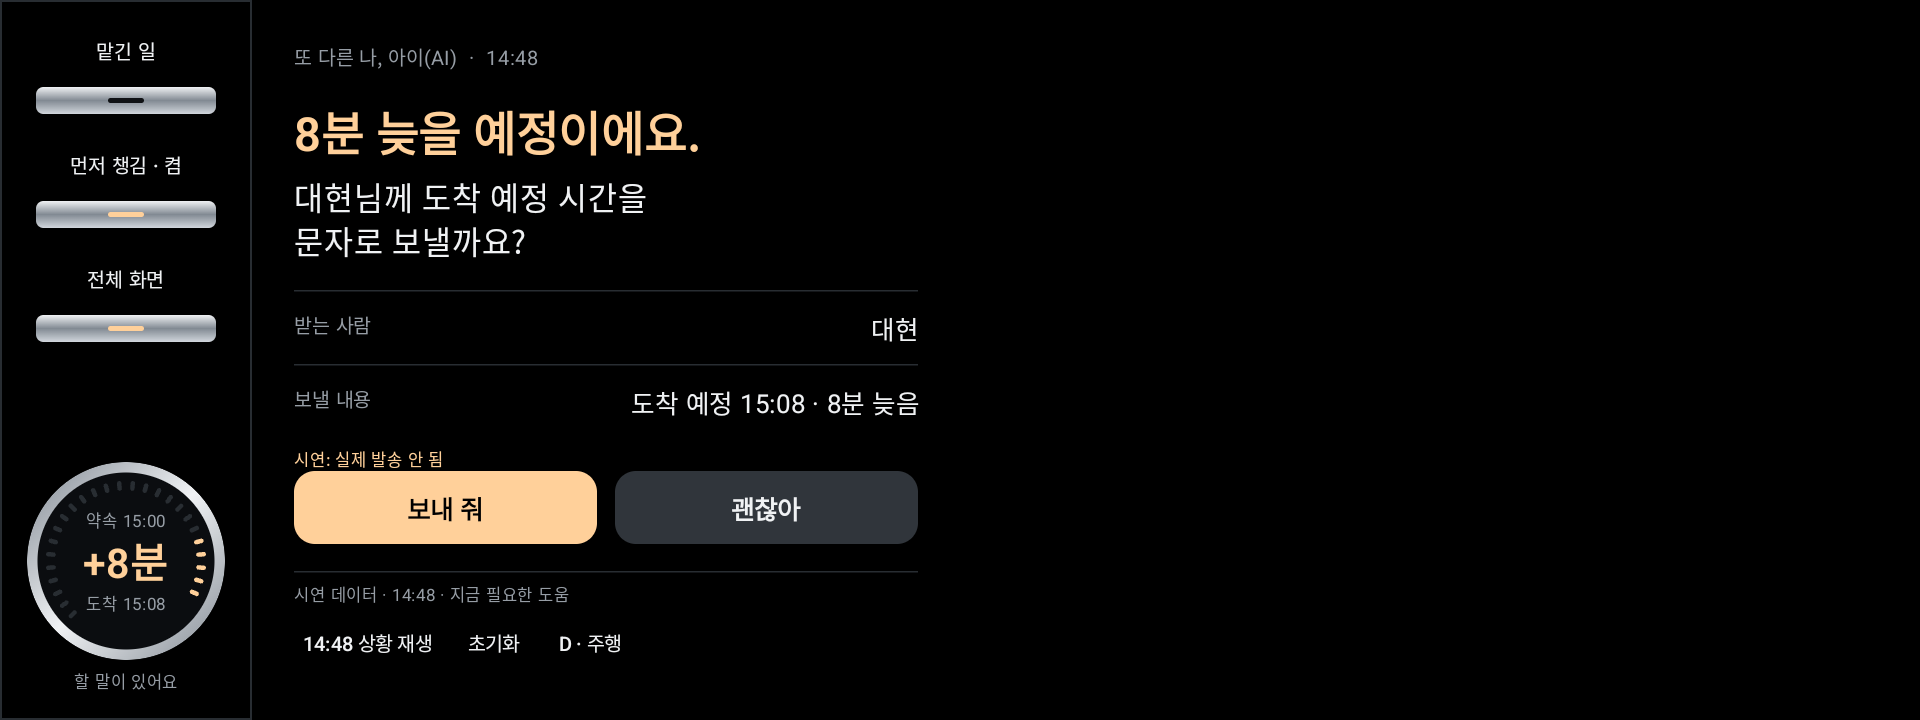 맡긴 일
먼저 챙김 · 켬
전체 화면
약속 15:00
+8분
도착 15:08
할 말이 있어요
또 다른 나, 아이(AI) · 14:48
8분 늦을 예정이에요.
대현님께 도착 예정 시간을
문자로 보낼까요?
받는 사람 대현
보낼 내용 도착 예정 15:08 · 8분 늦음
시연: 실제 발송 안 됨
보내 줘 괜찮아
시연 데이터 · 14:48 · 지금 필요한 도움
14:48 상황 재생 초기화 D · 주행